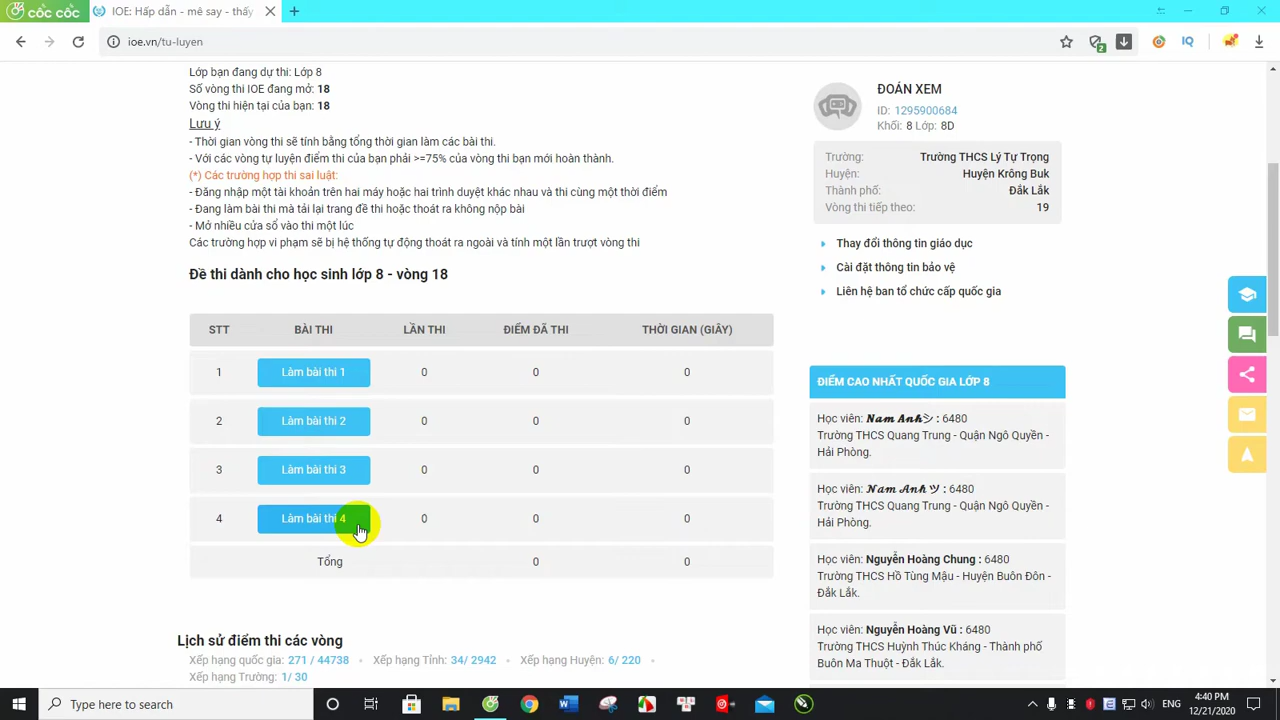 cốc cốc
IOE: Hấp dẫn - mê say - thấy
ioe.vn/tu-luyen
2
Lớp bạn đang dự thi: Lớp 8
Số vòng thi IOE đang mở: 18
Vòng thi hiện tại của bạn: 18
Lưu ý
- Thời gian vòng thi sẽ tính bằng tổng thời gian làm các bài thi.
- Với các vòng tự luyện điểm thi của bạn phải >=75% của vòng thi bạn mới hoàn thành.
(*) Các trường hợp thi sai luật:
- Đăng nhập một tài khoản trên hai máy hoặc hai trình duyệt khác nhau và thi cùng một thời điểm
- Đang làm bài thi mà tải lại trang đề thi hoặc thoát ra không nộp bài
- Mở nhiều cửa sổ vào thi một lúc
Các trường hợp vi phạm sẽ bị hệ thống tự động thoát ra ngoài và tính một lần trượt vòng thi
Đề thi dành cho học sinh lớp 8 - vòng 18
STT BÀI THI LẦN THI ĐIỂM ĐÃ THI THỜI GIAN (GIÂY)
1 Làm bài thi 1 0 0 0
2 Làm bài thi 2 0 0 0
3 Làm bài thi 3 0 0 0
4 Làm bài thi 4 0 0 0
Tổng 0 0
Lịch sử điểm thi các vòng
Xếp hạng quốc gia: 271 / 44738 • Xếp hạng Tỉnh: 34/ 2942 • Xếp hạng Huyện: 6/ 220 •
Xếp hạng Trường: 1/ 30
ĐOÁN XEM
ID: 1295900684
Khối: 8 Lớp: 8D
Trường: Trường THCS Lý Tự Trọng
Huyện: Huyện Krông Buk
Thành phố: Đắk Lắk
Vòng thi tiếp theo: 19
Thay đổi thông tin giáo dục
Cài đặt thông tin bảo vệ
Liên hệ ban tổ chức cấp quốc gia
ĐIỂM CAO NHẤT QUỐC GIA LỚP 8
Học viên: 𝑵𝒂𝒎 𝑨𝒏𝒉シ : 6480
Trường THCS Quang Trung - Quận Ngô Quyền -
Hải Phòng.
Học viên: 𝓝𝓪𝓶 𝓐𝓷𝓱 ツ : 6480
Trường THCS Quang Trung - Quận Ngô Quyền -
Hải Phòng.
Học viên: Nguyễn Hoàng Chung : 6480
Trường THCS Hồ Tùng Mậu - Huyện Buôn Đôn -
Đắk Lắk.
Học viên: Nguyễn Hoàng Vũ : 6480
Trường THCS Huỳnh Thúc Kháng - Thành phố
Buôn Ma Thuột - Đắk Lắk.
Type here to search
ENG
4:40 PM
12/21/2020